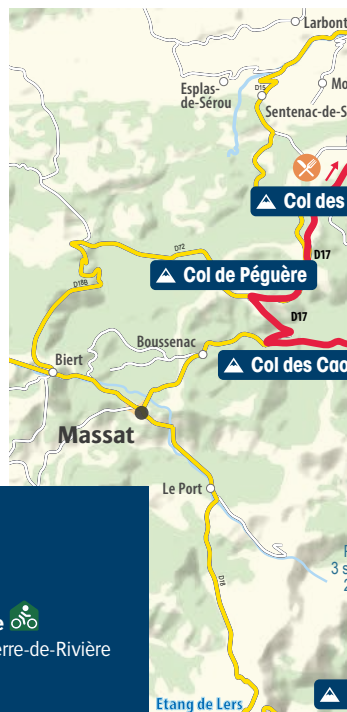 Larbont
Esplas-
de-Sérou
Mo
D15
Sentenac-de-S
Col des
D17
D72
Col de Péguère
D18B
D17
Boussenac
Biert
Col des Cao
Massat
Le Port
3 s
2
D18
e
rre-de-Rivière
Etang de Lers